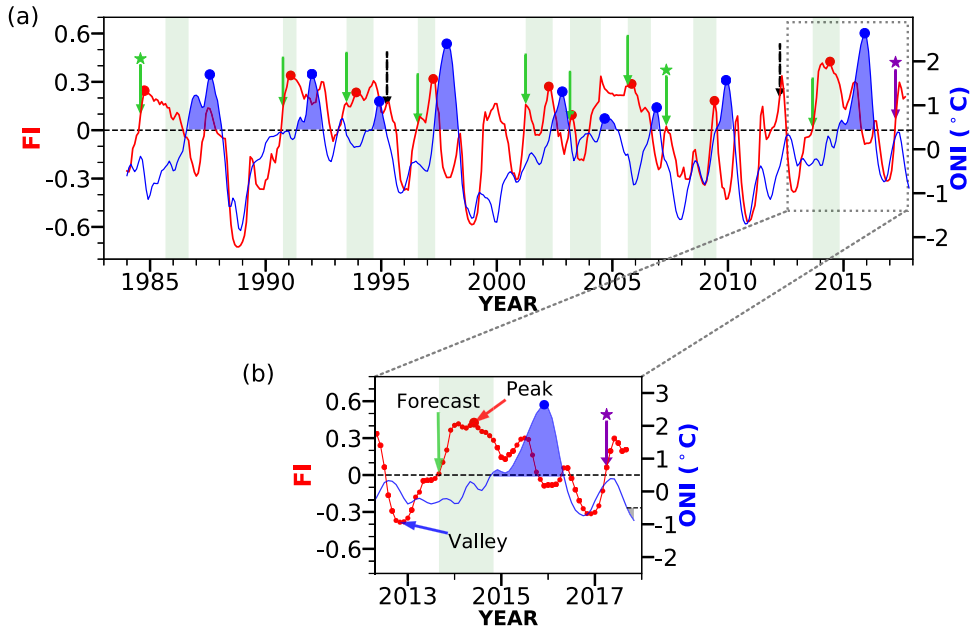 (a)
0.6
0.3
0
-0.3
-0.6
FI
2
1
0
-1
-2
ONI (°C)
1985 1990 1995 2000 2005 2010 2015
YEAR
(b)
Forecast
Peak
Valley
0.6
0.3
0
-0.3
-0.6
FI
3
2
1
0
-1
-2
ONI (°C)
2013 2015 2017
YEAR